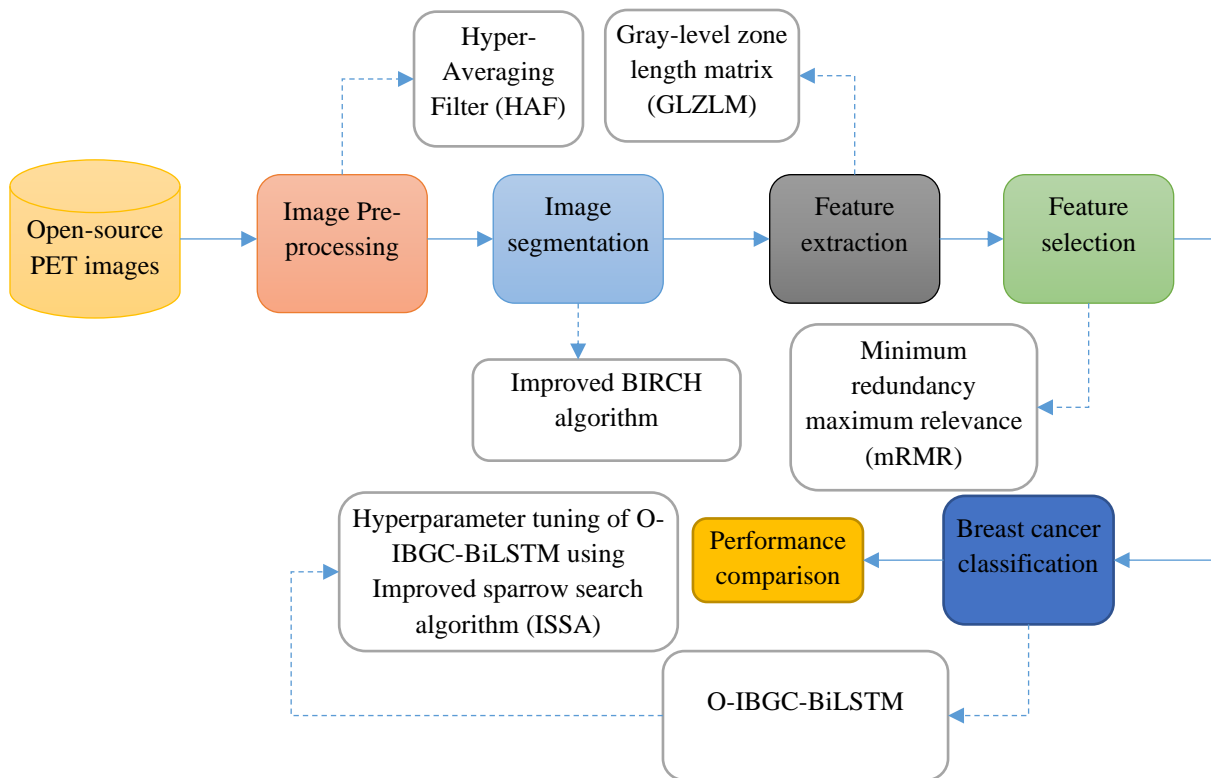 Hyper-
Averaging
Filter (HAF)
Gray-level zone
length matrix
(GLZLM)
Open-source
PET images
Image Pre-
processing
Image
segmentation
Feature
extraction
Feature
selection
Improved BIRCH
algorithm
Minimum
redundancy
maximum relevance
(mRMR)
Hyperparameter tuning of O-
IBGC-BiLSTM using
Improved sparrow search
algorithm (ISSA)
Performance
comparison
Breast cancer
classification
O-IBGC-BiLSTM